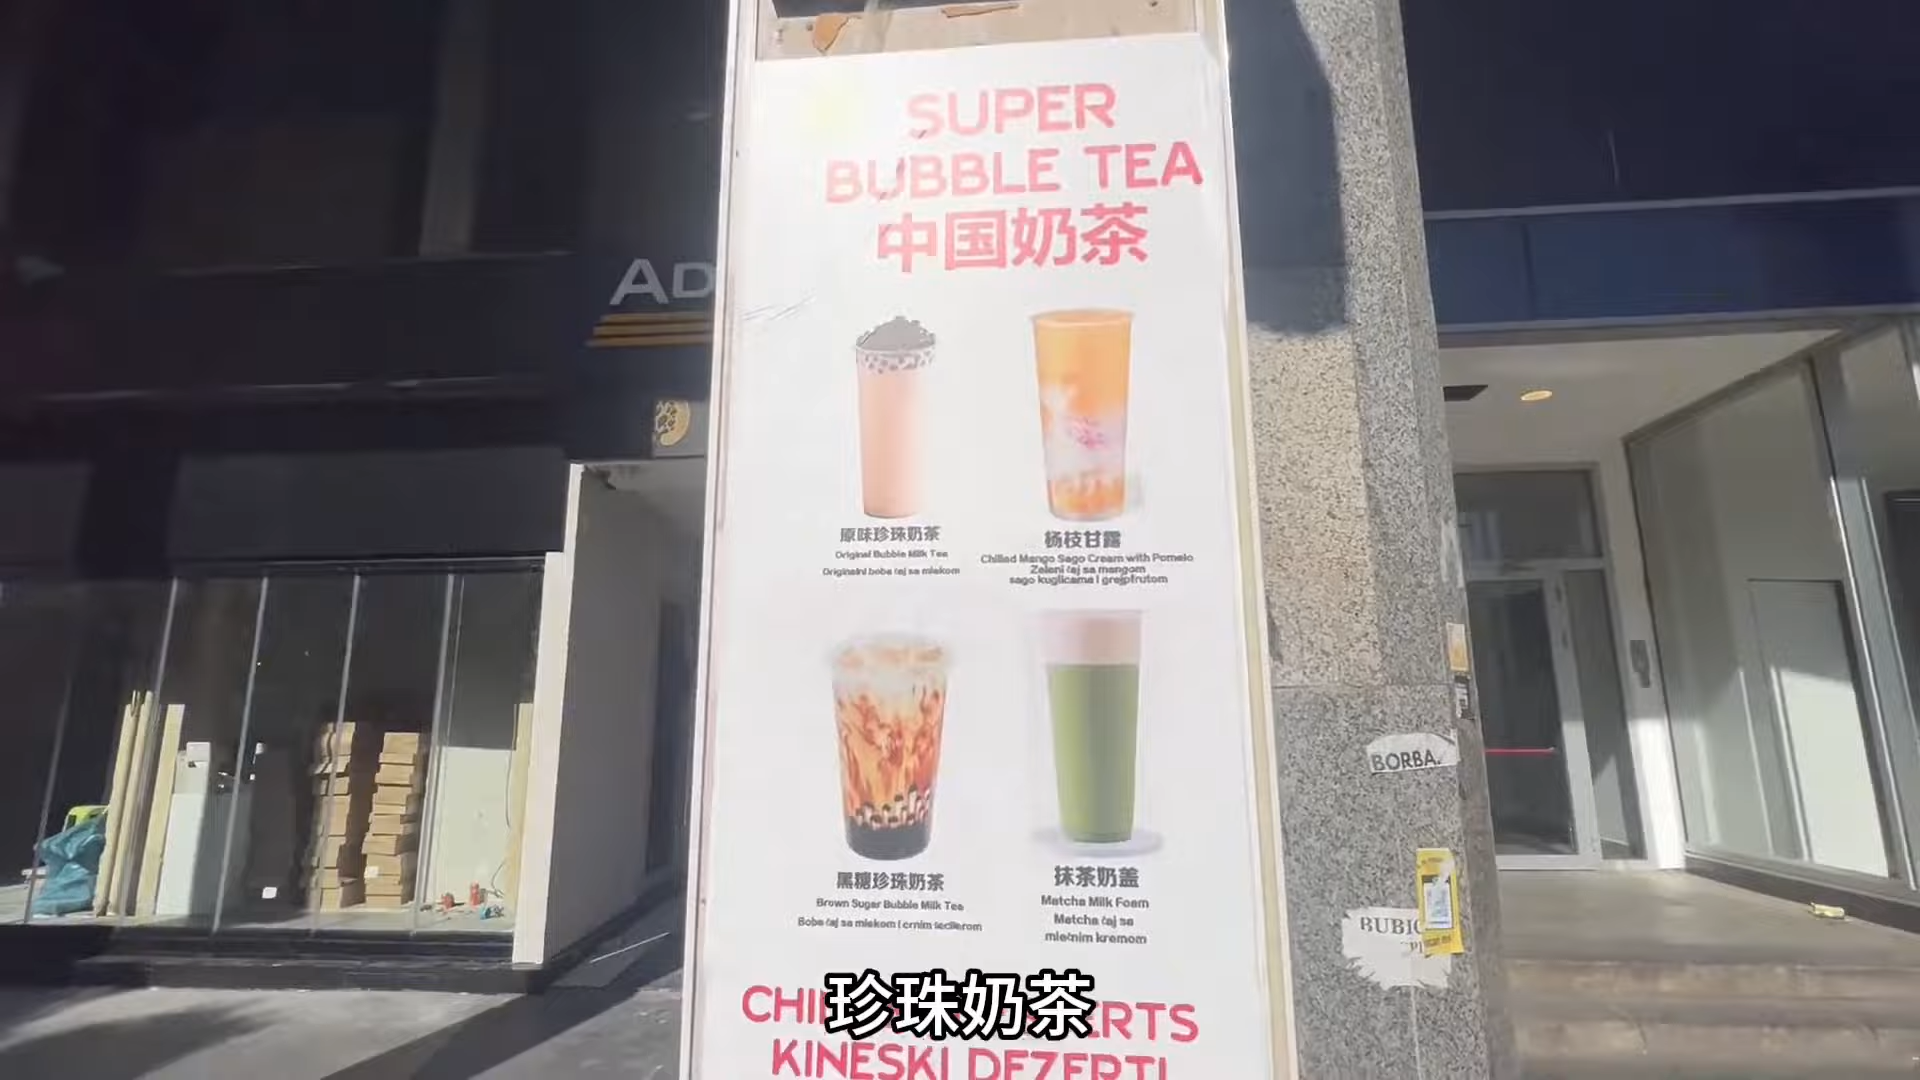 SUPER
BUBBLE TEA
中国奶茶
AD
原味珍珠奶茶
Original Bubble Milk Tea
Originalni boba čaj sa mlekom
杨枝甘露
Chilled Mango Sago Cream with Pomelo
Zeleni čaj sa mangom
sago kuglicama i grejpfrutom
黑糖珍珠奶茶
Brown Sugar Bubble Milk Tea
Boba čaj sa mlekom i crnim šećerom
抹茶奶盖
Matcha Milk Foam
Matcha čaj sa
mlečnim kremom
BORBA.
RUBIC
珍珠奶茶
KINESKI DEZERTI